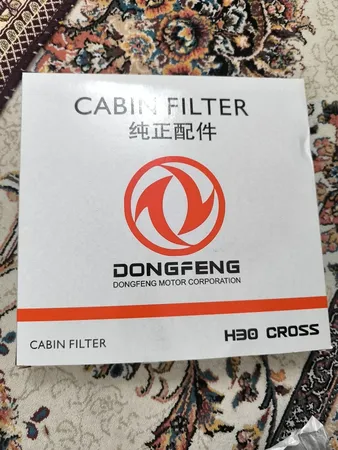 CABIN FILTER
纯正配件
DONGFENG
DONGFENG MOTOR CORPORATION
CABIN FILTER
H30 CROSS